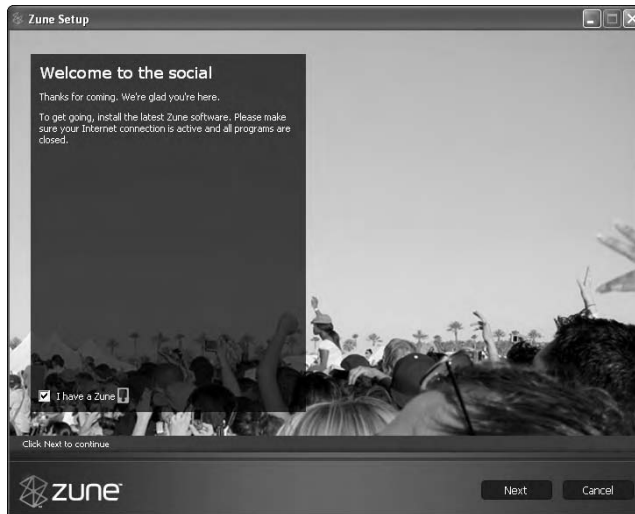 Zune Setup
Welcome to the social
Thanks for coming. We're glad you're here.
To get going, install the latest Zune software. Please make
sure your Internet connection is active and all programs are
closed.
I have a Zune
Click Next to continue
zune
Next
Cancel